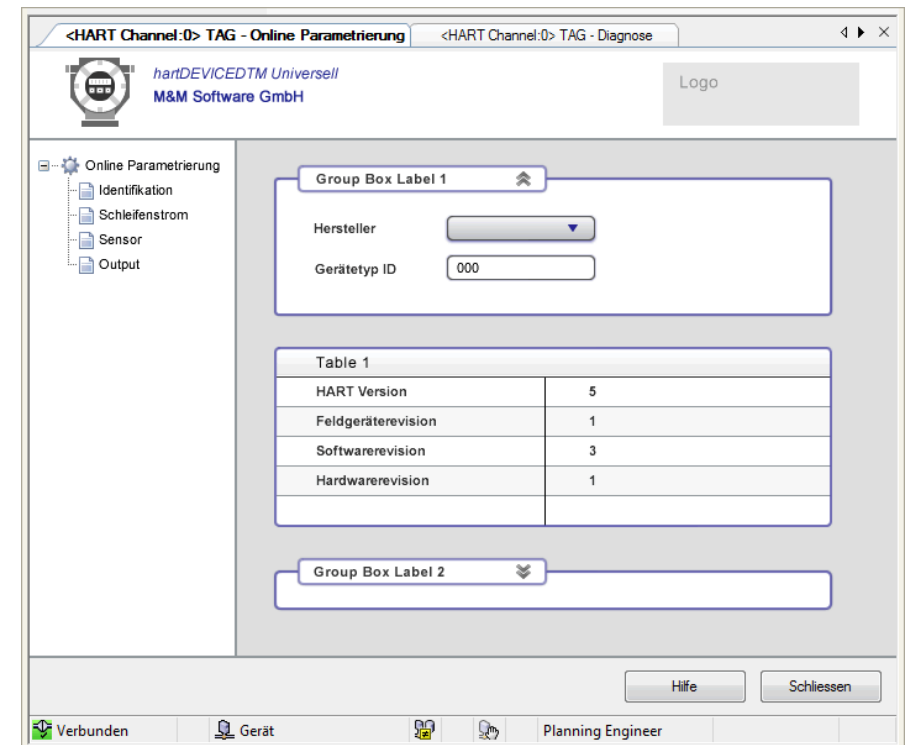 <HART Channel:0> TAG - Online Parametrierung
<HART Channel:0> TAG - Diagnose
hartDEVICEDTM Universell
M&M Software GmbH
Logo
Online Parametrierung
Identifikation
Schleifenstrom
Sensor
Output
Group Box Label 1
Hersteller
Gerätetyp ID 000
Table 1
HART Version 5
Feldgeräterevision 1
Softwarerevision 3
Hardwarerevision 1
Group Box Label 2
Hilfe Schliessen
Verbunden Gerät Planning Engineer